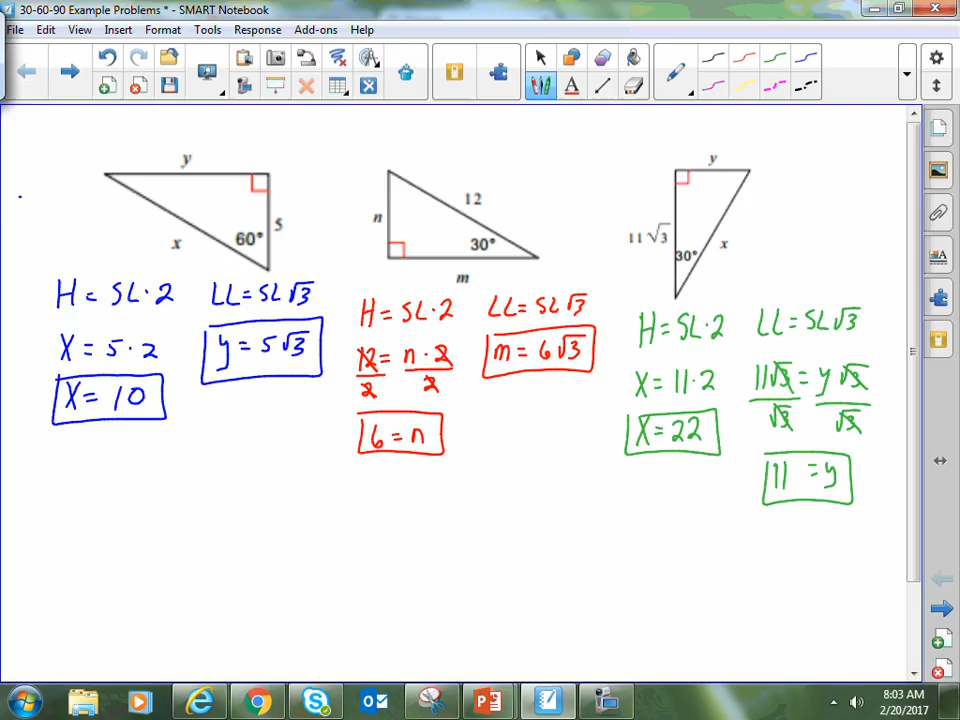 30-60-90 Example Problems * - SMART Notebook
File Edit View Insert Format Tools Response Add-ons Help
y
5
60°
x
H = SL · 2
LL = SL √3
X = 5 · 2
y = 5 √3
X = 10
12
n
30°
m
H = SL · 2
LL = SL √3
12 = n · 2
2 2
m = 6 √3
6 = n
y
11 √3
x
30°
H = SL · 2
LL = SL √3
X = 11 · 2
11 √3 = y √3
√3 √3
X = 22
11 = y
8:03 AM
2/20/2017